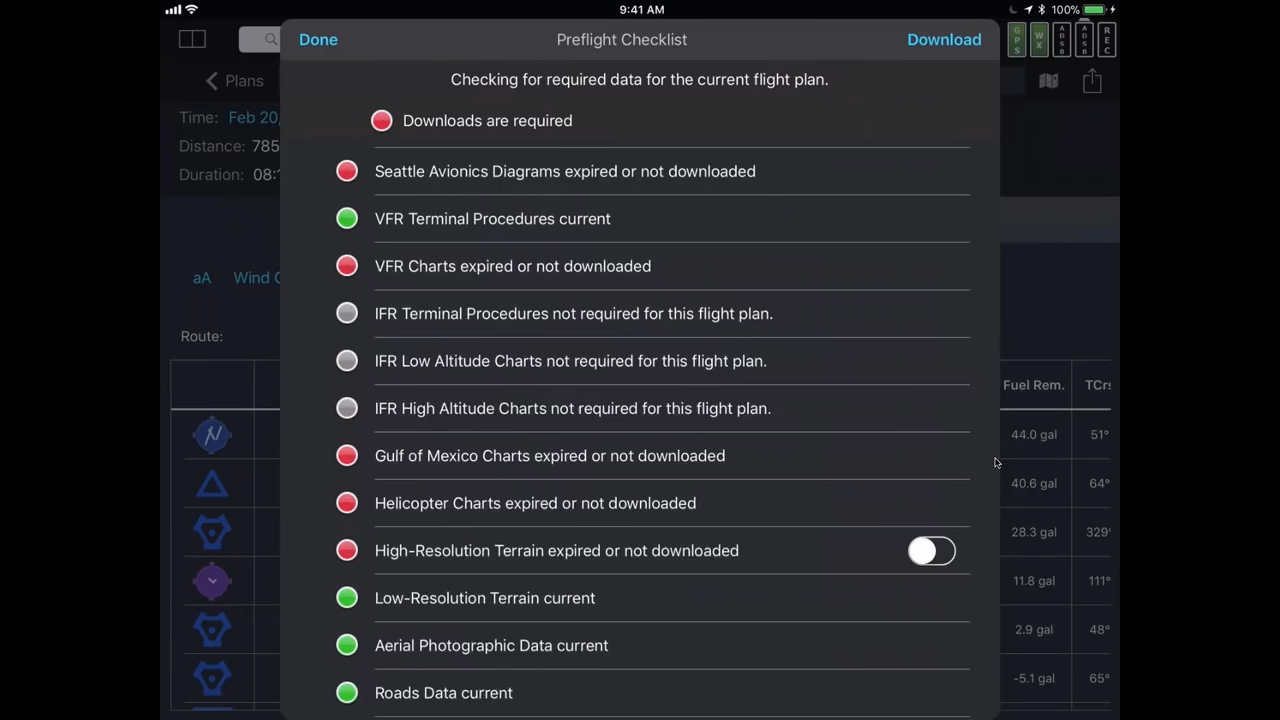 9:41 AM
100%
Done
Preflight Checklist
Download
GPS
WX
ADSB
ADSB
REC
Plans
Checking for required data for the current flight plan.
Time: Feb 20,
Distance: 785
Duration: 08:
Downloads are required
Seattle Avionics Diagrams expired or not downloaded
VFR Terminal Procedures current
VFR Charts expired or not downloaded
aA Wind
IFR Terminal Procedures not required for this flight plan.
Route:
IFR Low Altitude Charts not required for this flight plan.
Fuel Rem. TCrs
IFR High Altitude Charts not required for this flight plan.
44.0 gal 51°
Gulf of Mexico Charts expired or not downloaded
40.6 gal 64°
Helicopter Charts expired or not downloaded
28.3 gal 329°
High-Resolution Terrain expired or not downloaded
11.8 gal 111°
Low-Resolution Terrain current
2.9 gal 48°
Aerial Photographic Data current
-5.1 gal 65°
Roads Data current